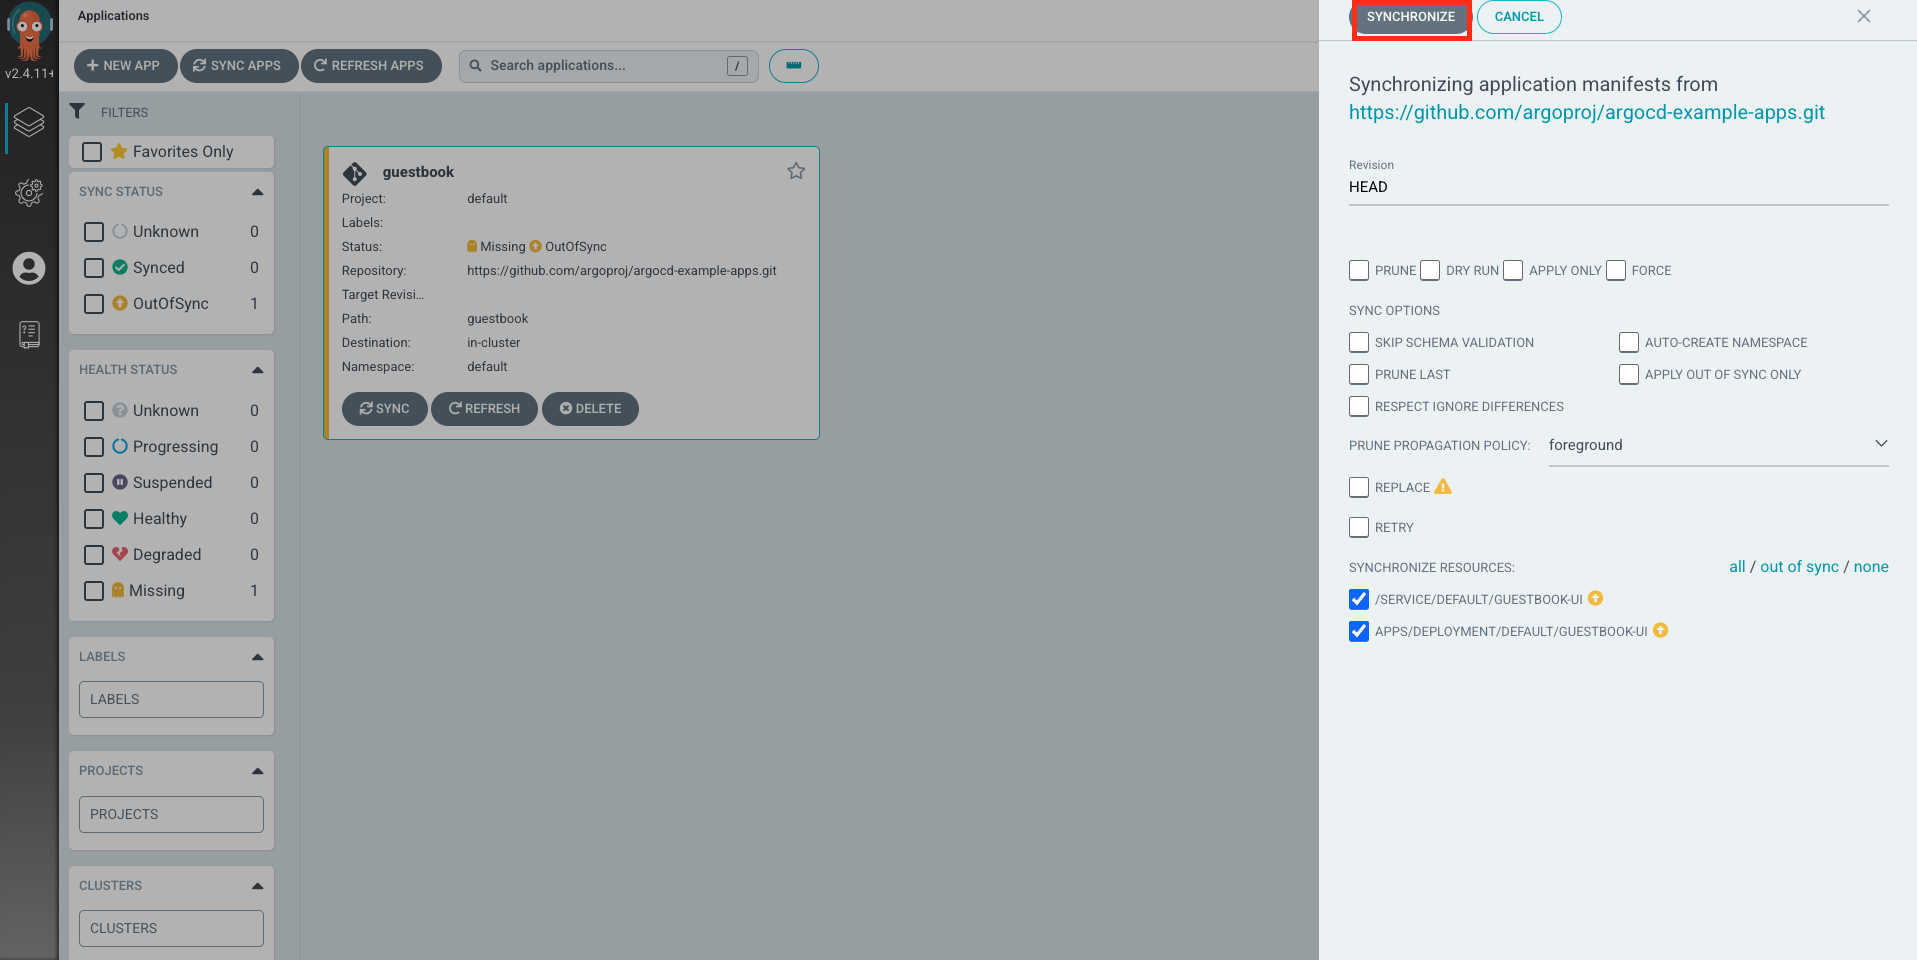 v2.4.11+
Applications
NEW APP
SYNC APPS
REFRESH APPS
Search applications...
/
FILTERS
Favorites Only
SYNC STATUS
Unknown 0
Synced 0
OutOfSync 1
HEALTH STATUS
Unknown 0
Progressing 0
Suspended 0
Healthy 0
Degraded 0
Missing 1
LABELS
LABELS
PROJECTS
PROJECTS
CLUSTERS
CLUSTERS
guestbook
Project: default
Labels:
Status: Missing OutOfSync
Repository: https://github.com/argoproj/argocd-example-apps.git
Target Revisi...
Path: guestbook
Destination: in-cluster
Namespace: default
SYNC REFRESH DELETE
SYNCHRONIZE CANCEL
Synchronizing application manifests from
https://github.com/argoproj/argocd-example-apps.git
Revision
HEAD
PRUNE DRY RUN APPLY ONLY FORCE
SYNC OPTIONS
SKIP SCHEMA VALIDATION AUTO-CREATE NAMESPACE
PRUNE LAST APPLY OUT OF SYNC ONLY
RESPECT IGNORE DIFFERENCES
PRUNE PROPAGATION POLICY: foreground
REPLACE
RETRY
SYNCHRONIZE RESOURCES: all / out of sync / none
/SERVICE/DEFAULT/GUESTBOOK-UI
APPS/DEPLOYMENT/DEFAULT/GUESTBOOK-UI